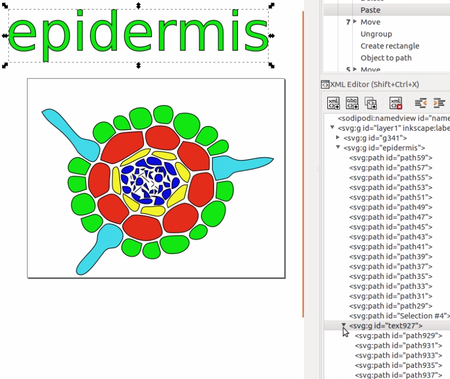 epidermis
Paste
7 Move
Ungroup
Create rectangle
Object to path
5 Move
XML Editor (Shift+Ctrl+X)
<sodipodi:namedview id="name
<svg:g id="layer1" inkscape:labe
<svg:g id="g341">
<svg:g id="epidermis">
<svg:path id="path59">
<svg:path id="path57">
<svg:path id="path55">
<svg:path id="path53">
<svg:path id="path51">
<svg:path id="path49">
<svg:path id="path47">
<svg:path id="path45">
<svg:path id="path43">
<svg:path id="path41">
<svg:path id="path39">
<svg:path id="path37">
<svg:path id="path35">
<svg:path id="path33">
<svg:path id="path31">
<svg:path id="path29">
<svg:path id="Selection #4">
<svg:g id="text927">
<svg:path id="path929">
<svg:path id="path931">
<svg:path id="path933">
<svg:path id="path935">
<svg:path id="path937">